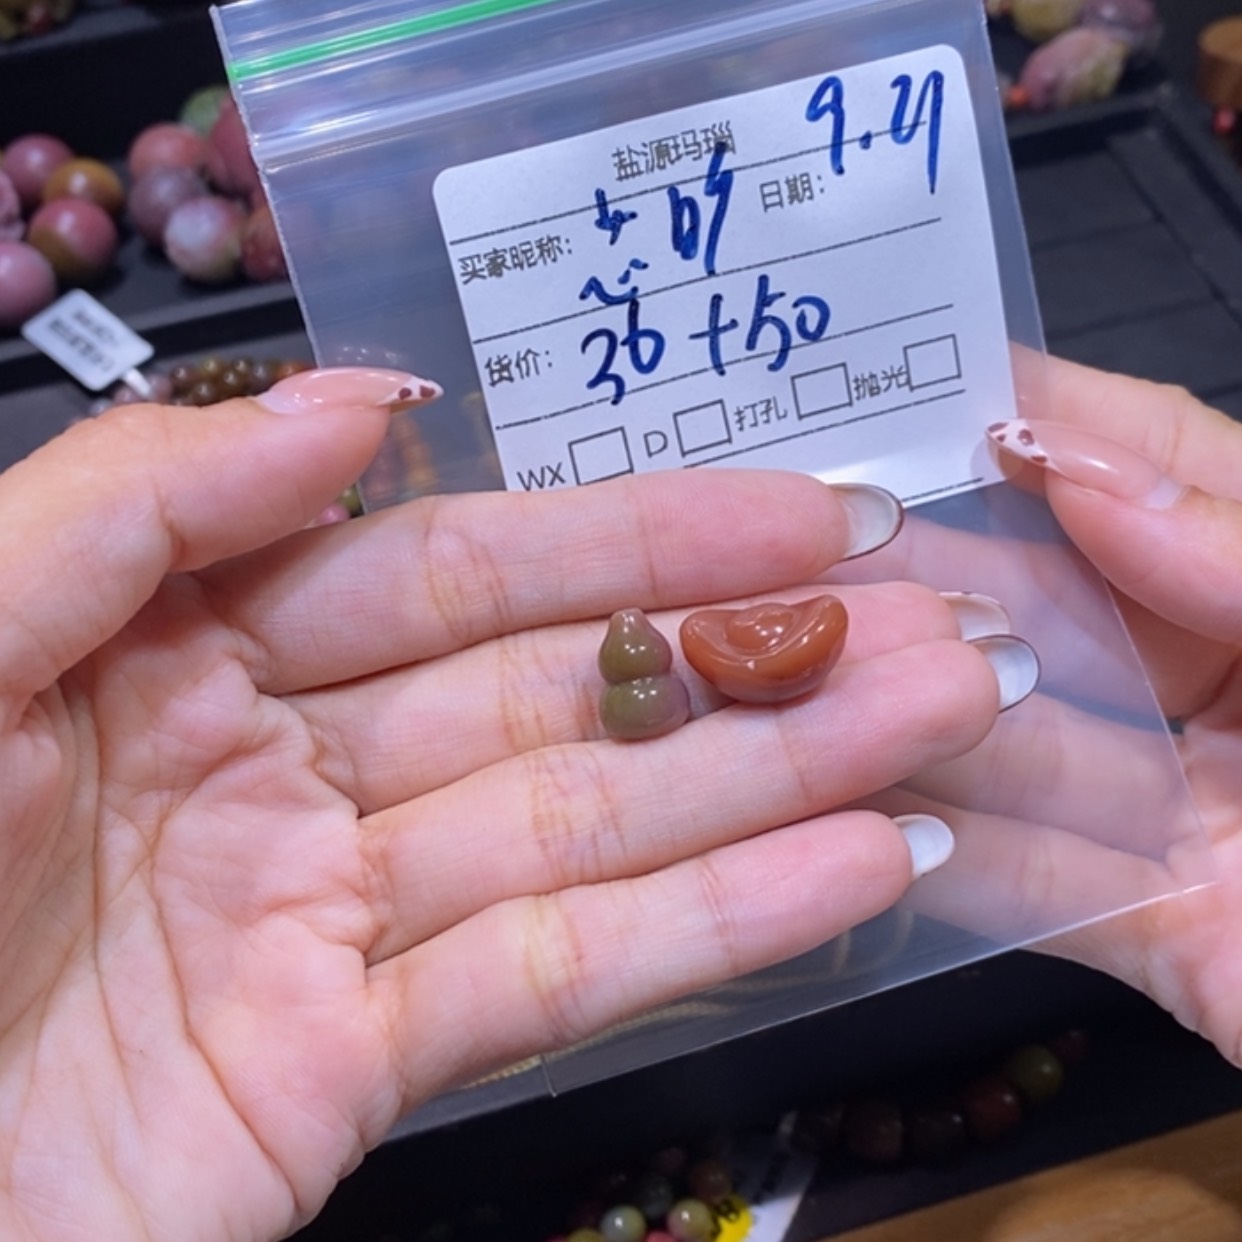 盐源玛瑙
买家昵称： 日期：9.21
货价：36+50
WX □ D □ 打孔 □ 抛光 □